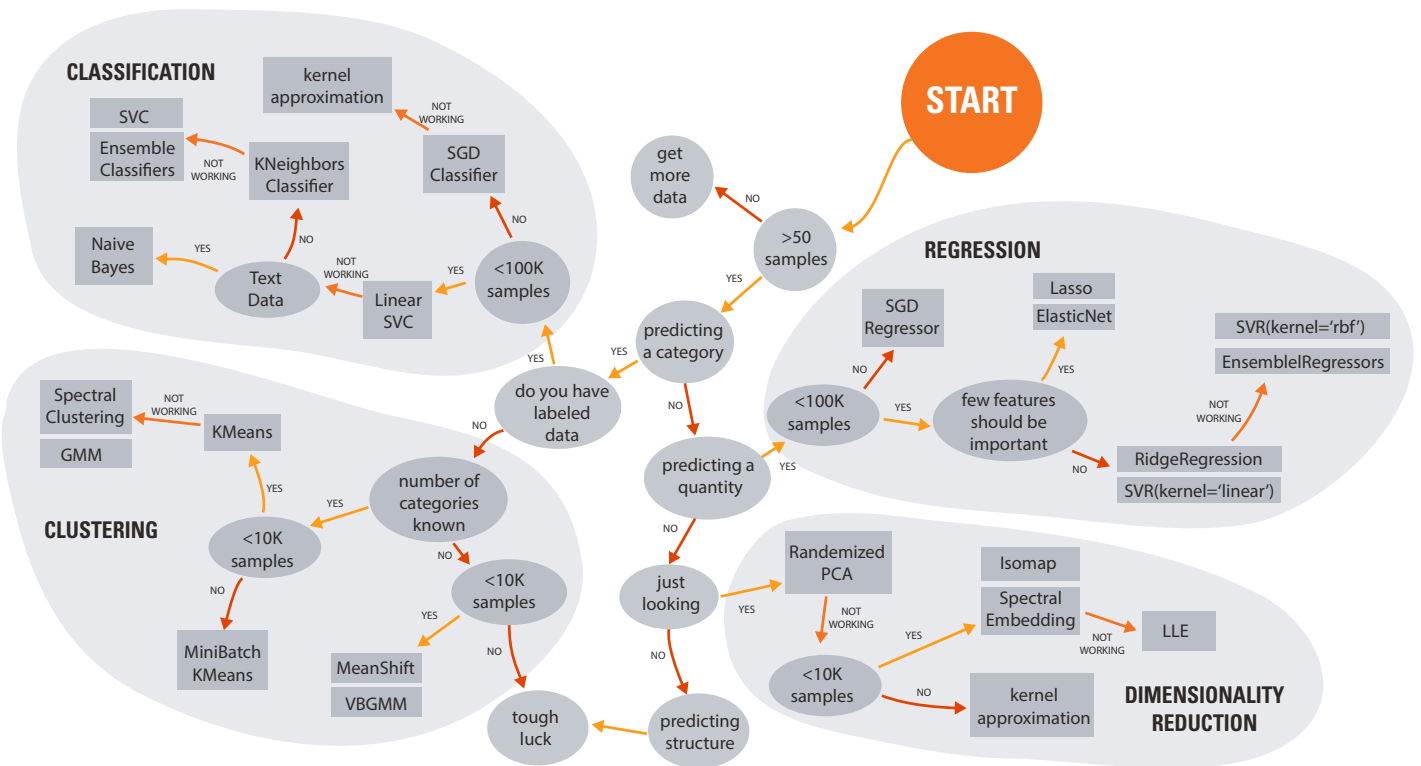 START
>50
samples
NO
get
more
data
YES
predicting
a category
YES
do you have
labeled
data
YES
NO
NO
predicting a
quantity
YES
NO
just
looking
YES
NO
predicting
structure
tough
luck
CLASSIFICATION
kernel
approximation
NOT
WORKING
SGD
Classifier
NO
<100K
samples
YES
Linear
SVC
NOT
WORKING
Text
Data
YES
Naive
Bayes
NO
KNeighbors
Classifier
NOT
WORKING
SVC
Ensemble
Classifiers
CLUSTERING
number of
categories
known
YES
<10K
samples
YES
KMeans
NOT
WORKING
Spectral
Clustering
GMM
NO
MiniBatch
KMeans
NO
<10K
samples
YES
MeanShift
VBGMM
NO
REGRESSION
<100K
samples
NO
SGD
Regressor
YES
few features
should be
important
YES
Lasso
ElasticNet
NO
RidgeRegression
SVR(kernel=‘linear’)
NOT
WORKING
SVR(kernel=‘rbf’)
EnsemblelRegressors
DIMENSIONALITY
REDUCTION
Randemized
PCA
NOT
WORKING
<10K
samples
YES
Isomap
Spectral
Embedding
NOT
WORKING
LLE
NO
kernel
approximation